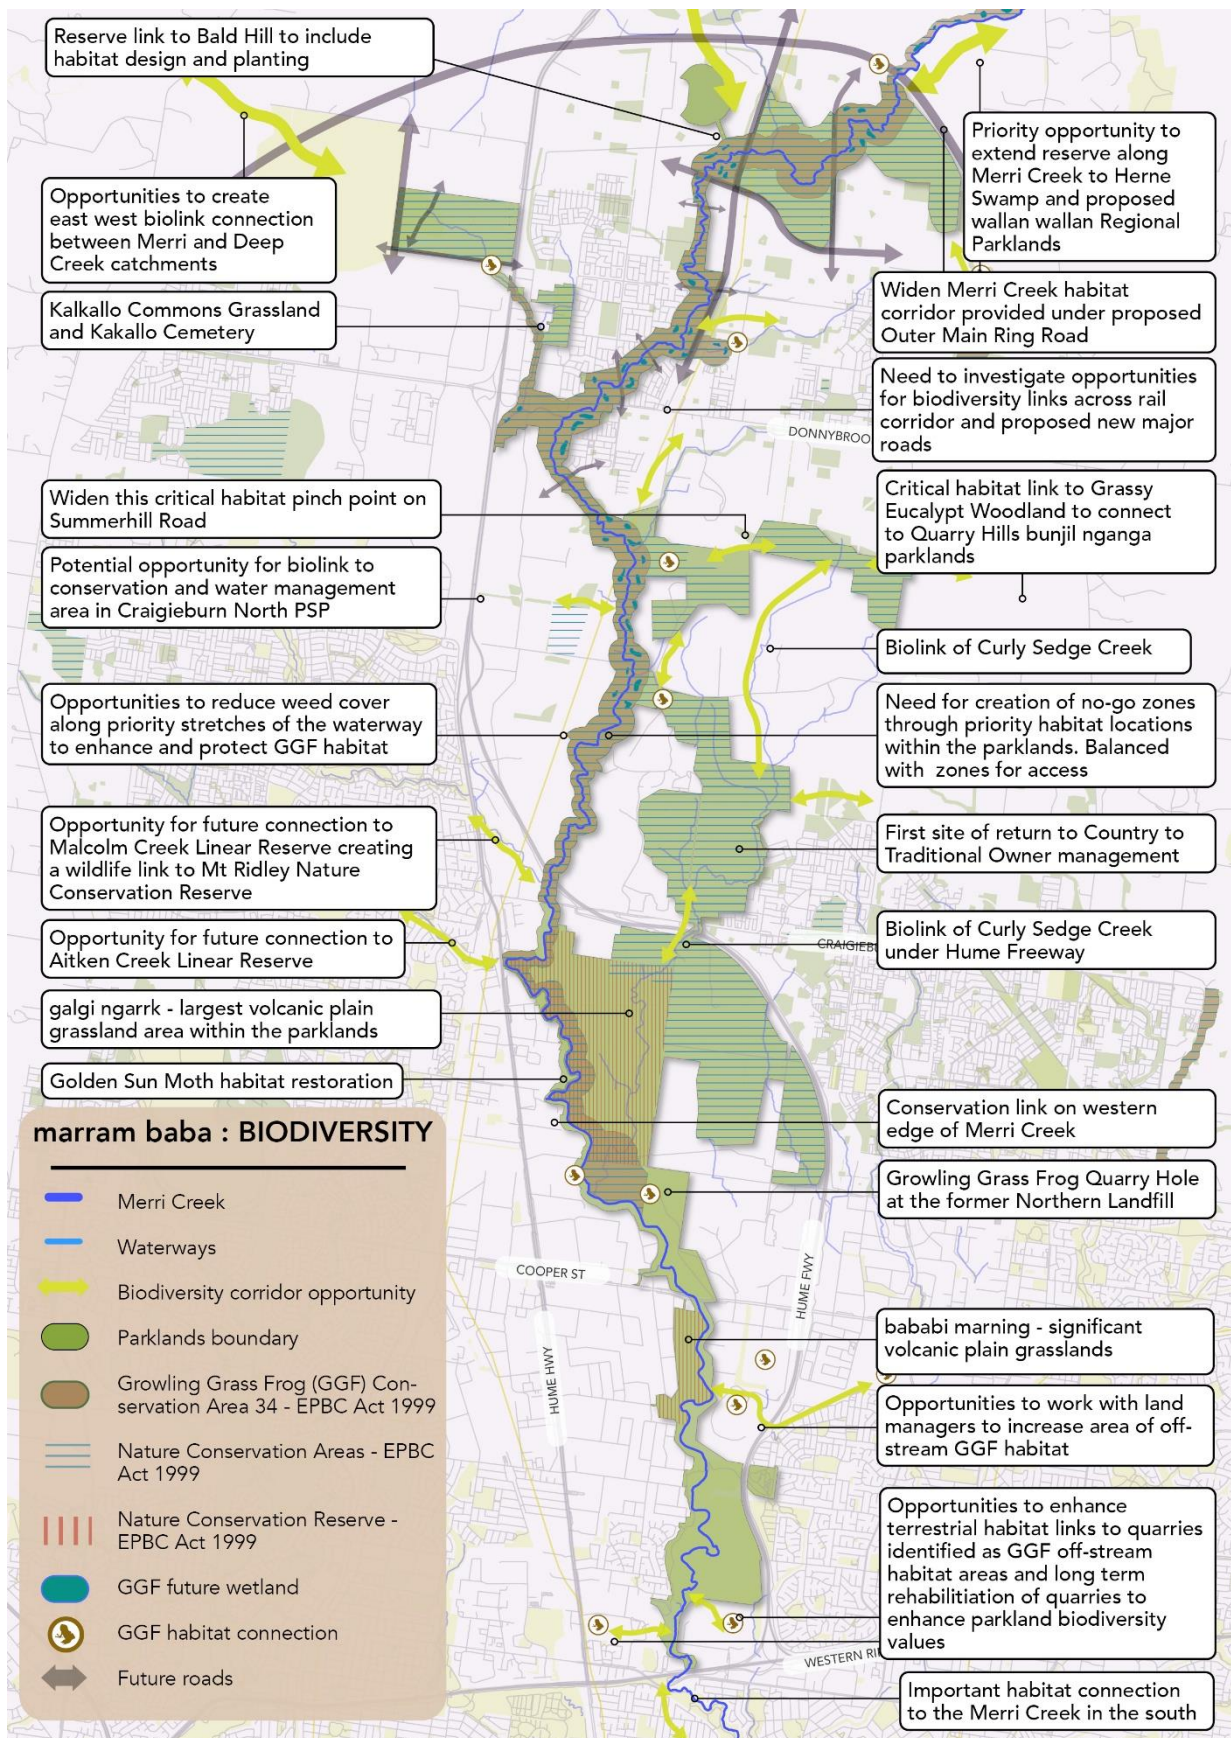 Reserve link to Bald Hill to include
habitat design and planting
Opportunities to create
east west biolink connection
between Merri and Deep
Creek catchments
Kalkallo Commons Grassland
and Kakallo Cemetery
Widen this critical habitat pinch point on
Summerhill Road
Potential opportunity for biolink to
conservation and water management
area in Craigieburn North PSP
Opportunities to reduce weed cover
along priority stretches of the waterway
to enhance and protect GGF habitat
Opportunity for future connection to
Malcolm Creek Linear Reserve creating
a wildlife link to Mt Ridley Nature
Conservation Reserve
Opportunity for future connection to
Aitken Creek Linear Reserve
galgi ngarrk - largest volcanic plain
grassland area within the parklands
Golden Sun Moth habitat restoration
marram baba : BIODIVERSITY
Merri Creek
Waterways
Biodiversity corridor opportunity
Parklands boundary
Growling Grass Frog (GGF) Con-
servation Area 34 - EPBC Act 1999
Nature Conservation Areas - EPBC
Act 1999
Nature Conservation Reserve -
EPBC Act 1999
GGF future wetland
GGF habitat connection
Future roads
Priority opportunity to
extend reserve along
Merri Creek to Herne
Swamp and proposed
wallan wallan Regional
Parklands
Widen Merri Creek habitat
corridor provided under proposed
Outer Main Ring Road
Need to investigate opportunities
for biodiversity links across rail
corridor and proposed new major
roads
DONNYBROO
Critical habitat link to Grassy
Eucalypt Woodland to connect
to Quarry Hills bunjil nganga
parklands
Biolink of Curly Sedge Creek
Need for creation of no-go zones
through priority habitat locations
within the parklands. Balanced
with zones for access
First site of return to Country to
Traditional Owner management
Biolink of Curly Sedge Creek
under Hume Freeway
CRAIGIEB
Conservation link on western
edge of Merri Creek
Growling Grass Frog Quarry Hole
at the former Northern Landfill
COOPER ST
HUME HWY
HUME FWY
bababi marning - significant
volcanic plain grasslands
Opportunities to work with land
managers to increase area of off-
stream GGF habitat
Opportunities to enhance
terrestrial habitat links to quarries
identified as GGF off-stream
habitat areas and long term
rehabilitiation of quarries to
enhance parkland biodiversity
values
WESTERN RI
Important habitat connection
to the Merri Creek in the south